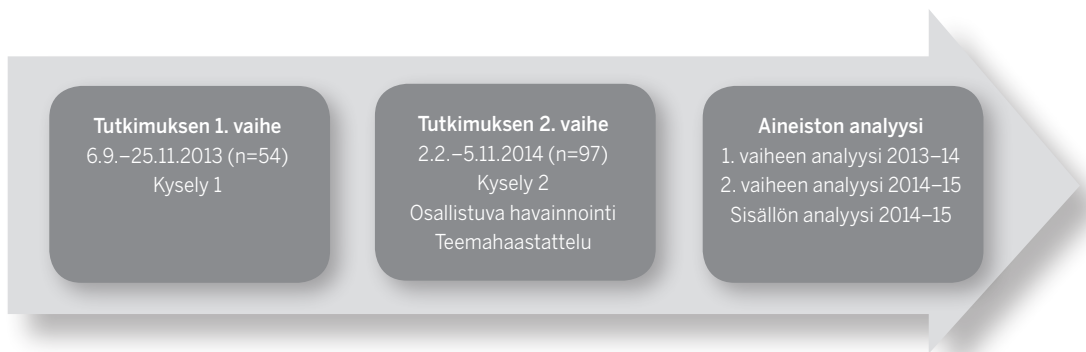 Tutkimuksen 1. vaihe
6.9.–25.11.2013 (n=54)
Kysely 1
Tutkimuksen 2. vaihe
2.2.–5.11.2014 (n=97)
Kysely 2
Osallistuva havainnointi
Teemahaastattelu
Aineiston analyysi
1. vaiheen analyysi 2013–14
2. vaiheen analyysi 2014–15
Sisällön analyysi 2014–15